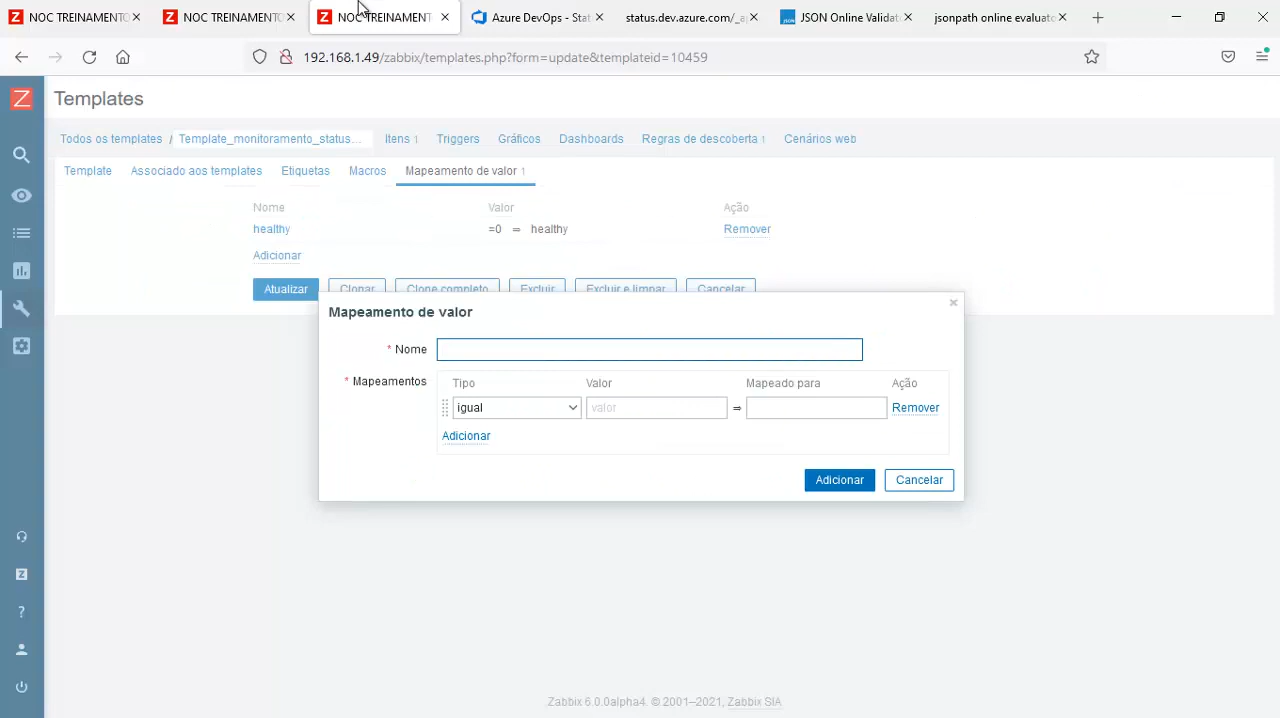 NOC TREINAMENTO
NOC TREINAMENTO
NOC TREINAMENT
Azure DevOps - Stat
status.dev.azure.com/_a
JSON
JSON Online Validat
jsonpath online evaluato
192.168.1.49/zabbix/templates.php?form=update&templateid=10459
Z
Templates
Todos os templates / Template_monitoramento_status... Itens 1 Triggers Gráficos Dashboards Regras de descoberta 1 Cenários web
Template Associado aos templates Etiquetas Macros Mapeamento de valor 1
Nome Valor Ação
healthy =0 ⇒ healthy Remover
Adicionar
Atualizar Clonar Clone completo Excluir Excluir e limpar Cancelar
Mapeamento de valor
* Nome
* Mapeamentos Tipo Valor Mapeado para Ação
igual valor ⇒ Remover
Adicionar
Adicionar Cancelar
Z
?
Zabbix 6.0.0alpha4. © 2001–2021, Zabbix SIA